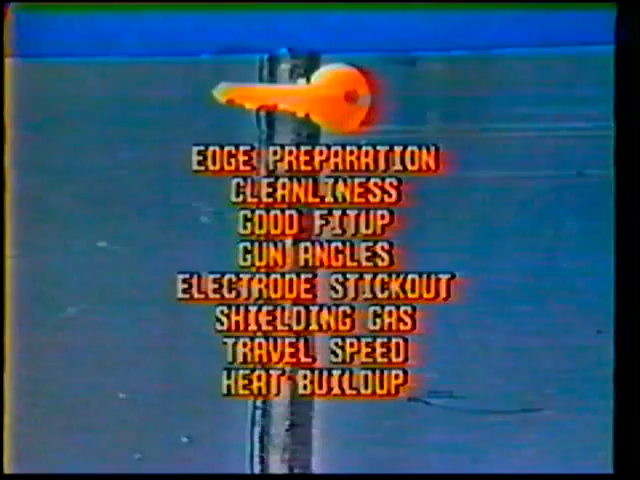 EDGE PREPARATION
CLEANLINESS
GOOD FITUP
GUN ANGLES
ELECTRODE STICKOUT
SHIELDING GAS
TRAVEL SPEED
HEAT BUILDUP